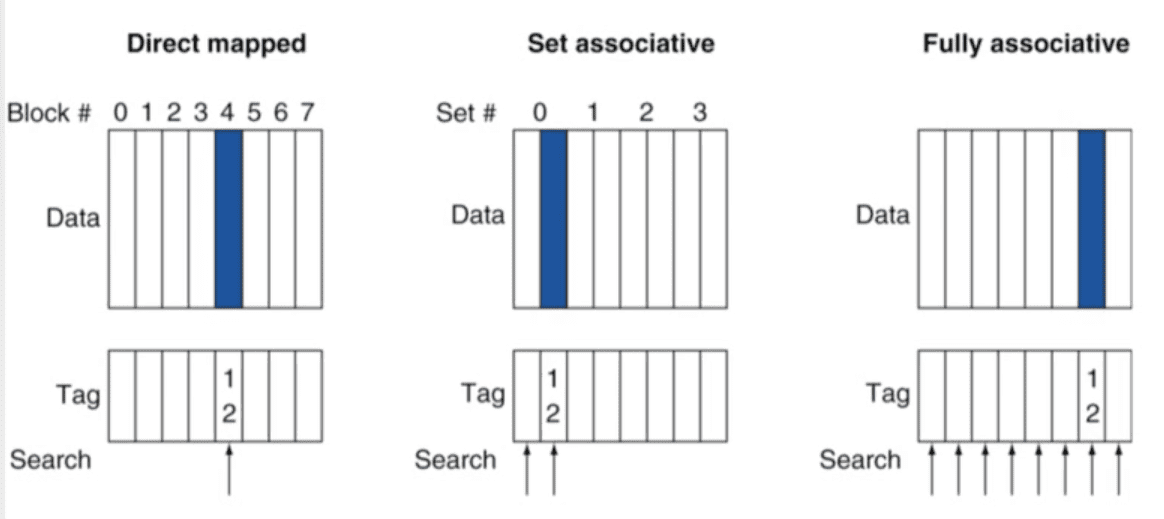 Direct mapped
Set associative
Fully associative
Block # 0 1 2 3 4 5 6 7
Set # 0 1 2 3
Data
Data
Data
Tag
1
2
Tag
1
2
Tag
1
2
Search
Search
Search